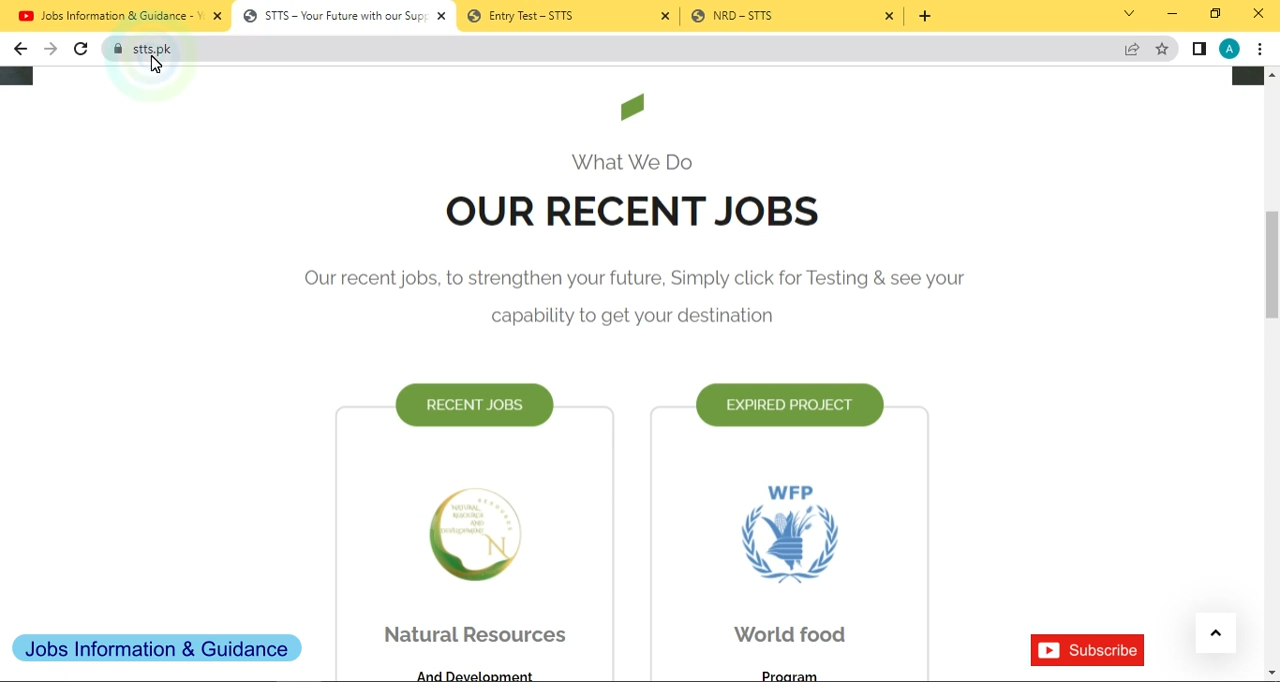 Jobs Information & Guidance - Y
STTS – Your Future with our Supp
Entry Test – STTS
NRD – STTS
stts.pk
A
What We Do
OUR RECENT JOBS
Our recent jobs, to strengthen your future, Simply click for Testing & see your
capability to get your destination
RECENT JOBS
EXPIRED PROJECT
NATURAL
RESOURCE
AND
DEVELOPMENT
N
WFP
Natural Resources
World food
And Development
Program
Jobs Information & Guidance
Subscribe